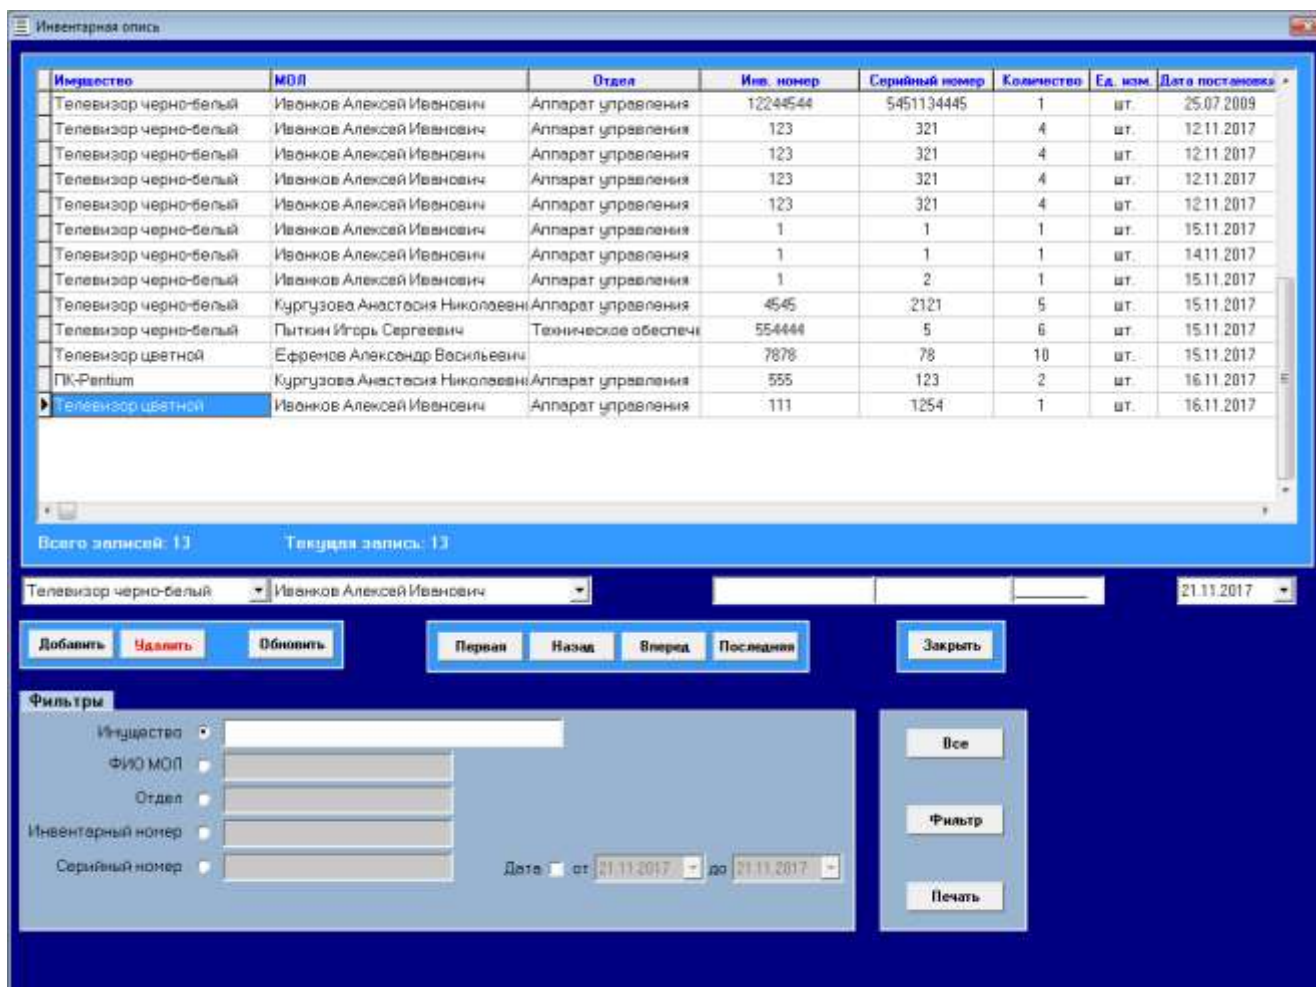 Инвентарная опись
Имущество МОЛ Отдел Инв. номер Серийный номер Количество Ед. изм. Дата постановки
Телевизор черно-белый Иванков Алексей Иванович Аппарат управления 12244544 5451134445 1 шт. 25.07.2009
Телевизор черно-белый Иванков Алексей Иванович Аппарат управления 123 321 4 шт. 12.11.2017
Телевизор черно-белый Иванков Алексей Иванович Аппарат управления 123 321 4 шт. 12.11.2017
Телевизор черно-белый Иванков Алексей Иванович Аппарат управления 123 321 4 шт. 12.11.2017
Телевизор черно-белый Иванков Алексей Иванович Аппарат управления 123 321 4 шт. 12.11.2017
Телевизор черно-белый Иванков Алексей Иванович Аппарат управления 1 1 1 шт. 15.11.2017
Телевизор черно-белый Иванков Алексей Иванович Аппарат управления 1 1 1 шт. 14.11.2017
Телевизор черно-белый Иванков Алексей Иванович Аппарат управления 1 2 1 шт. 15.11.2017
Телевизор черно-белый Кургузова Анастасия Николаевн Аппарат управления 4545 2121 5 шт. 15.11.2017
Телевизор черно-белый Пыткин Игорь Сергеевич Техническое обеспечи 554444 5 6 шт. 15.11.2017
Телевизор цветной Ефремов Александр Васильевич 7878 78 10 шт. 15.11.2017
ПК-Pentium Кургузова Анастасия Николаевн Аппарат управления 555 123 2 шт. 16.11.2017
Телевизор цветной Иванков Алексей Иванович Аппарат управления 111 1254 1 шт. 16.11.2017
Всего записей: 13 Текущая запись: 13
Телевизор черно-белый Иванков Алексей Иванович 21.11.2017
Добавить Удалить Обновить Первая Назад Вперед Последняя Закрыть
Фильтры
Имущество
ФИО МОЛ
Отдел
Инвентарный номер
Серийный номер Дата от 21.11.2017 до 21.11.2017
Все
Фильтр
Печать